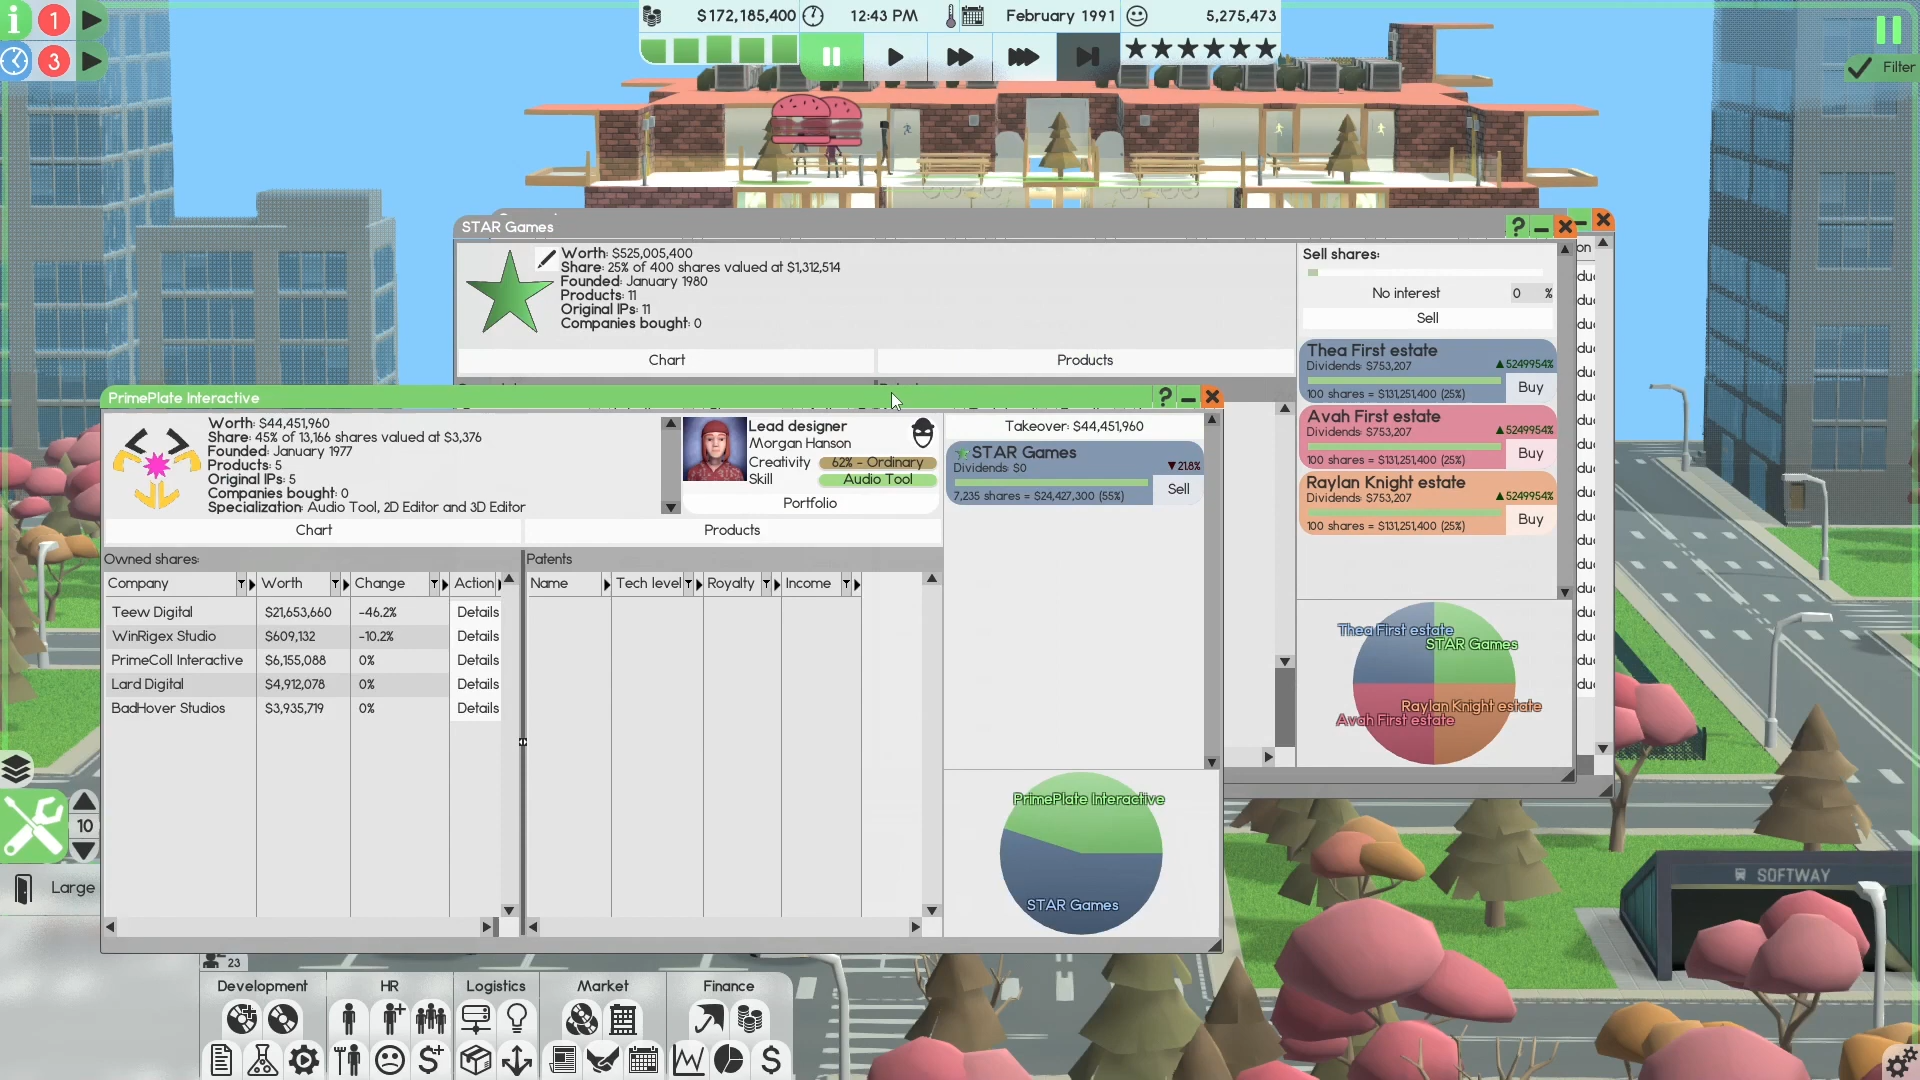 1
3
$172,185,400
12:43 PM
February 1991
5,275,473
Filter
STAR Games
?
Worth: $525,005,400
Share: 25% of 400 shares valued at $1,312,514
Founded: January 1980
Products: 11
Original IPs: 11
Companies bought: 0
Chart
Products
Sell shares:
No interest
0 %
Sell
Thea First estate
Dividends: $753,207
▲5249954%
100 shares = $131,251,400 (25%)
Buy
Avah First estate
Dividends: $753,207
▲5249954%
100 shares = $131,251,400 (25%)
Buy
Raylan Knight estate
Dividends: $753,207
▲5249954%
100 shares = $131,251,400 (25%)
Buy
Thea First estate
STAR Games
Raylan Knight estate
Avah First estate
PrimePlate Interactive
?
Worth: $44,451,960
Share: 45% of 13,166 shares valued at $3,376
Founded: January 1977
Products: 5
Original IPs: 5
Companies bought: 0
Specialization: Audio Tool, 2D Editor and 3D Editor
Lead designer
Morgan Hanson
Creativity
62% - Ordinary
Skill
Audio Tool
Portfolio
Chart
Products
Takeover: $44,451,960
STAR Games
Dividends: $0
▼21.8%
7,235 shares = $24,427,300 (55%)
Sell
Owned shares:
Company Worth Change Action
Teew Digital $21,653,660 -46.2% Details
WinRigex Studio $609,132 -10.2% Details
PrimeColl Interactive $6,155,088 0% Details
Lard Digital $4,912,078 0% Details
BadHover Studios $3,935,719 0% Details
Patents
Name Tech level Royalty Income
PrimePlate Interactive
STAR Games
10
Large
SOFTWAY
23
Development
HR
Logistics
Market
Finance